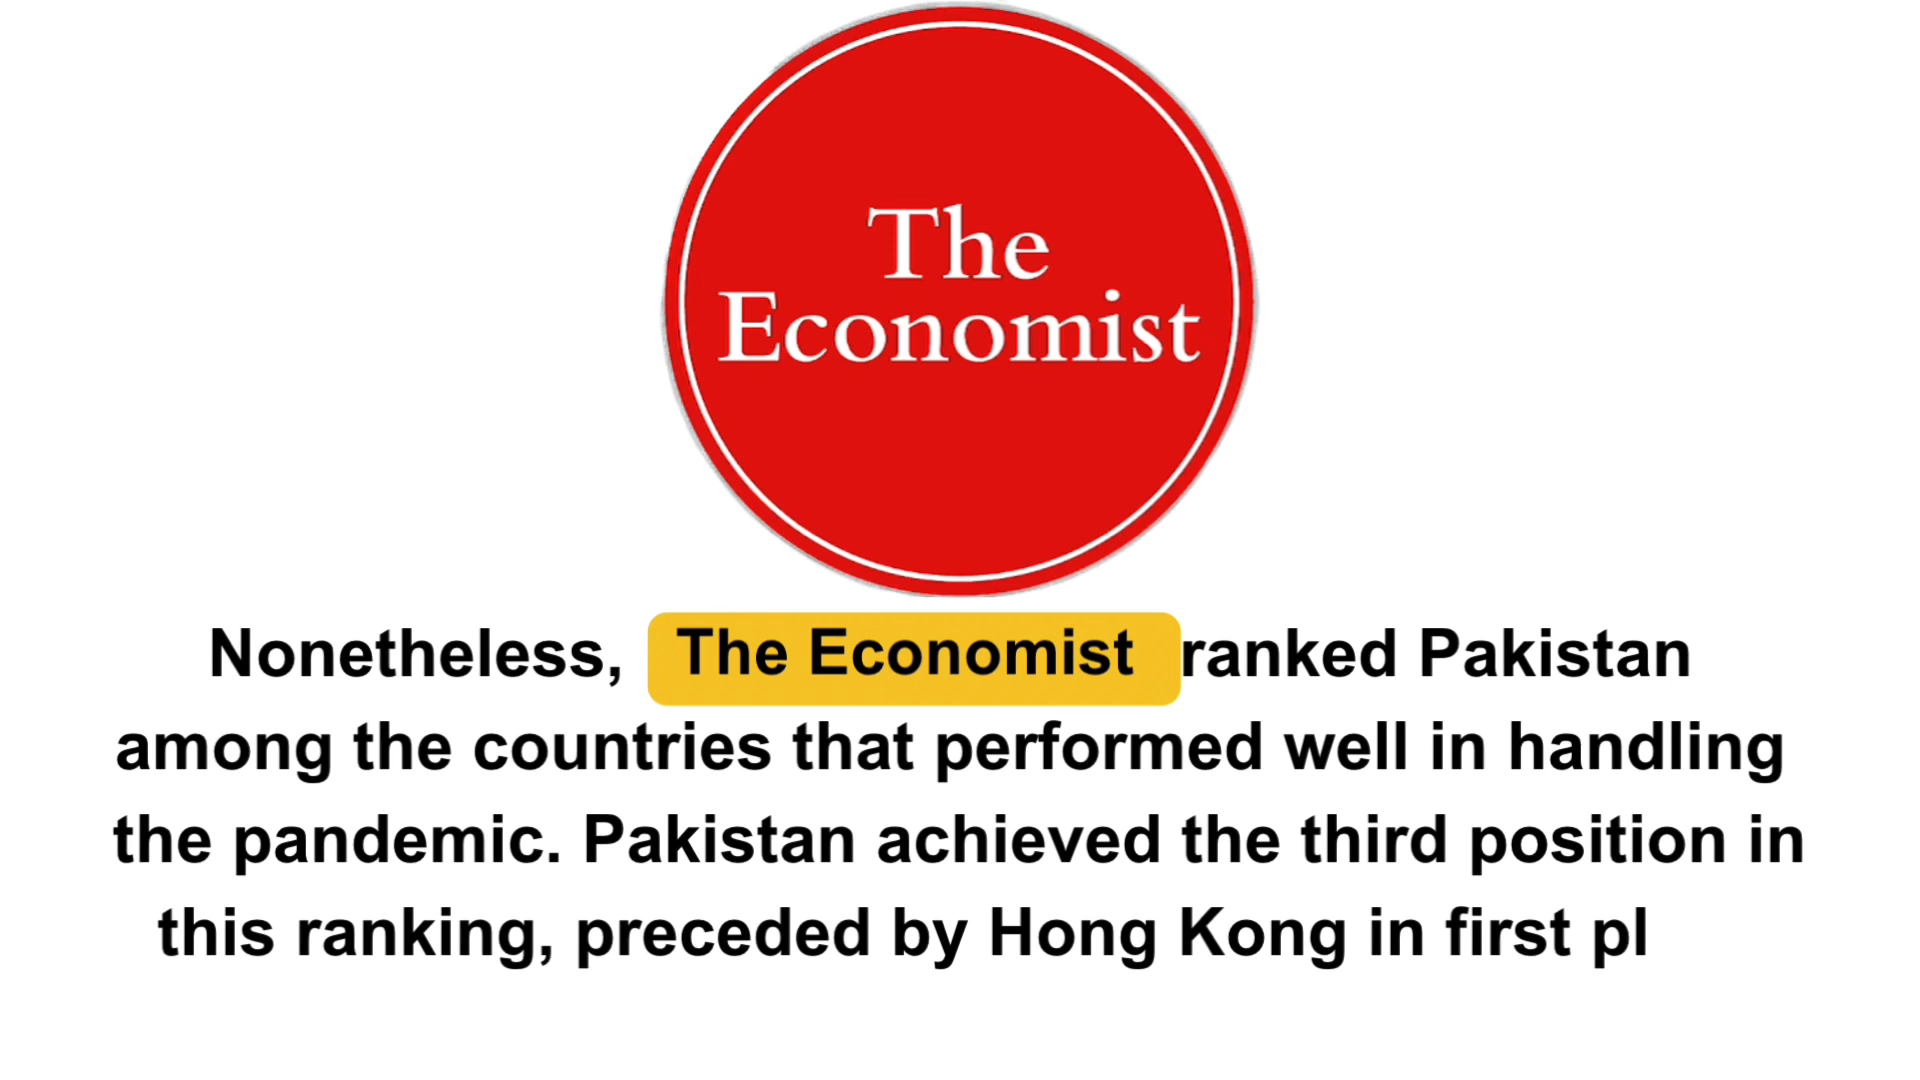 The
Economist
Nonetheless, The Economist ranked Pakistan
among the countries that performed well in handling
the pandemic. Pakistan achieved the third position in
this ranking, preceded by Hong Kong in first pl